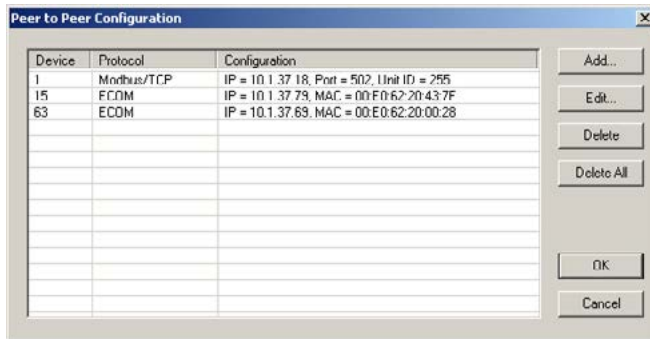 Peer to Peer Configuration
Device Protocol Configuration
1 Modbus/TCP IP = 10.1.37.18, Port = 502, Unit ID = 255
15 ECOM IP = 10.1.37.79, MAC = 00:E0:62:20:43:7F
63 ECOM IP = 10.1.37.69, MAC = 00:E0:62:20:00:28
Add...
Edit...
Delete
Delete All
OK
Cancel